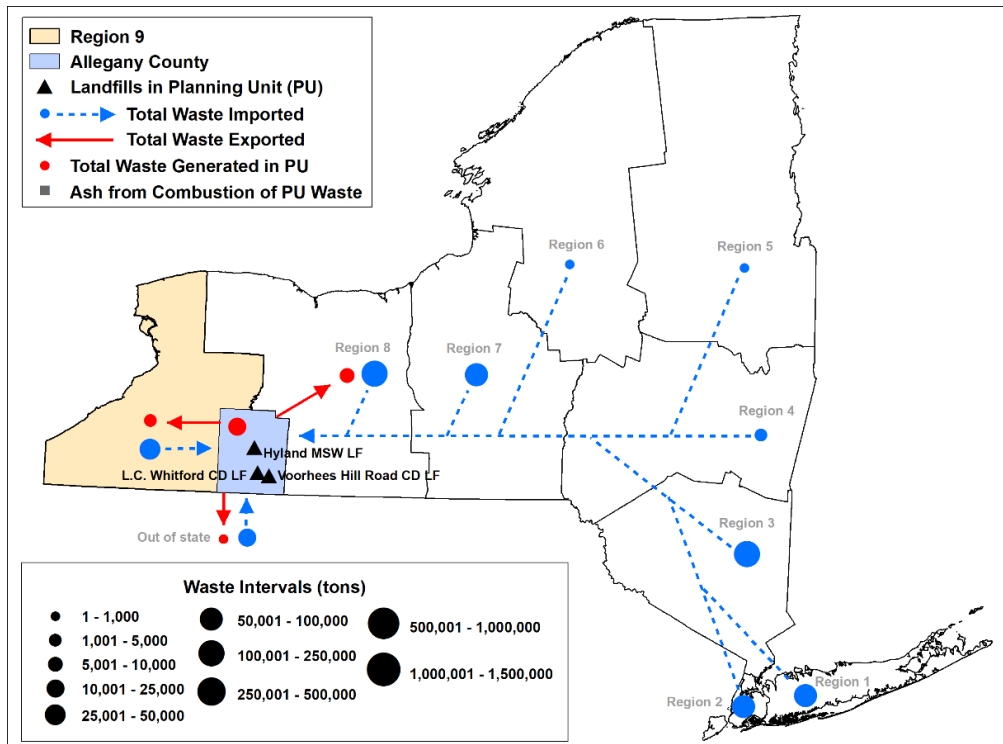 Region 9
Allegany County
Landfills in Planning Unit (PU)
Total Waste Imported
Total Waste Exported
Total Waste Generated in PU
Ash from Combustion of PU Waste
Region 6
Region 5
Region 8
Region 7
Region 4
Hyland MSW LF
L.C. Whitford CD LF
Voorhees Hill Road CD LF
Out of state
Region 3
Region 1
Region 2
Waste Intervals (tons)
1 - 1,000
1,001 - 5,000
5,001 - 10,000
10,001 - 25,000
25,001 - 50,000
50,001 - 100,000
100,001 - 250,000
250,001 - 500,000
500,001 - 1,000,000
1,000,001 - 1,500,000